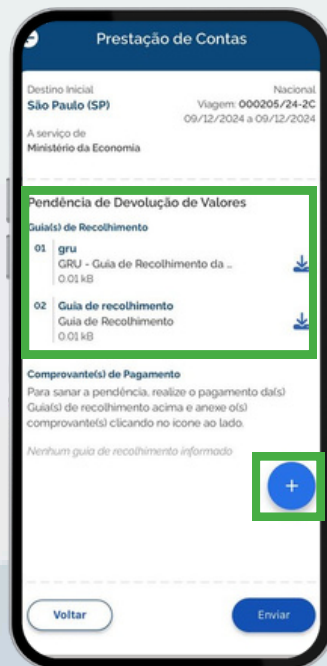 Prestação de Contas
Destino Inicial
Nacional
São Paulo (SP)
Viagem: 000205/24-2C
09/12/2024 a 09/12/2024
A serviço de
Ministério da Economia
Pendência de Devolução de Valores
Guia(s) de Recolhimento
01 gru
GRU - Guia de Recolhimento da ...
0.01 kB
02 Guia de recolhimento
Guia de Recolhimento
0.01 kB
Comprovante(s) de Pagamento
Para sanar a pendência, realize o pagamento da(s)
Guia(s) de recolhimento acima e anexe o(s)
comprovante(s) clicando no ícone ao lado.
Nenhum guia de recolhimento informado
+
Voltar
Enviar